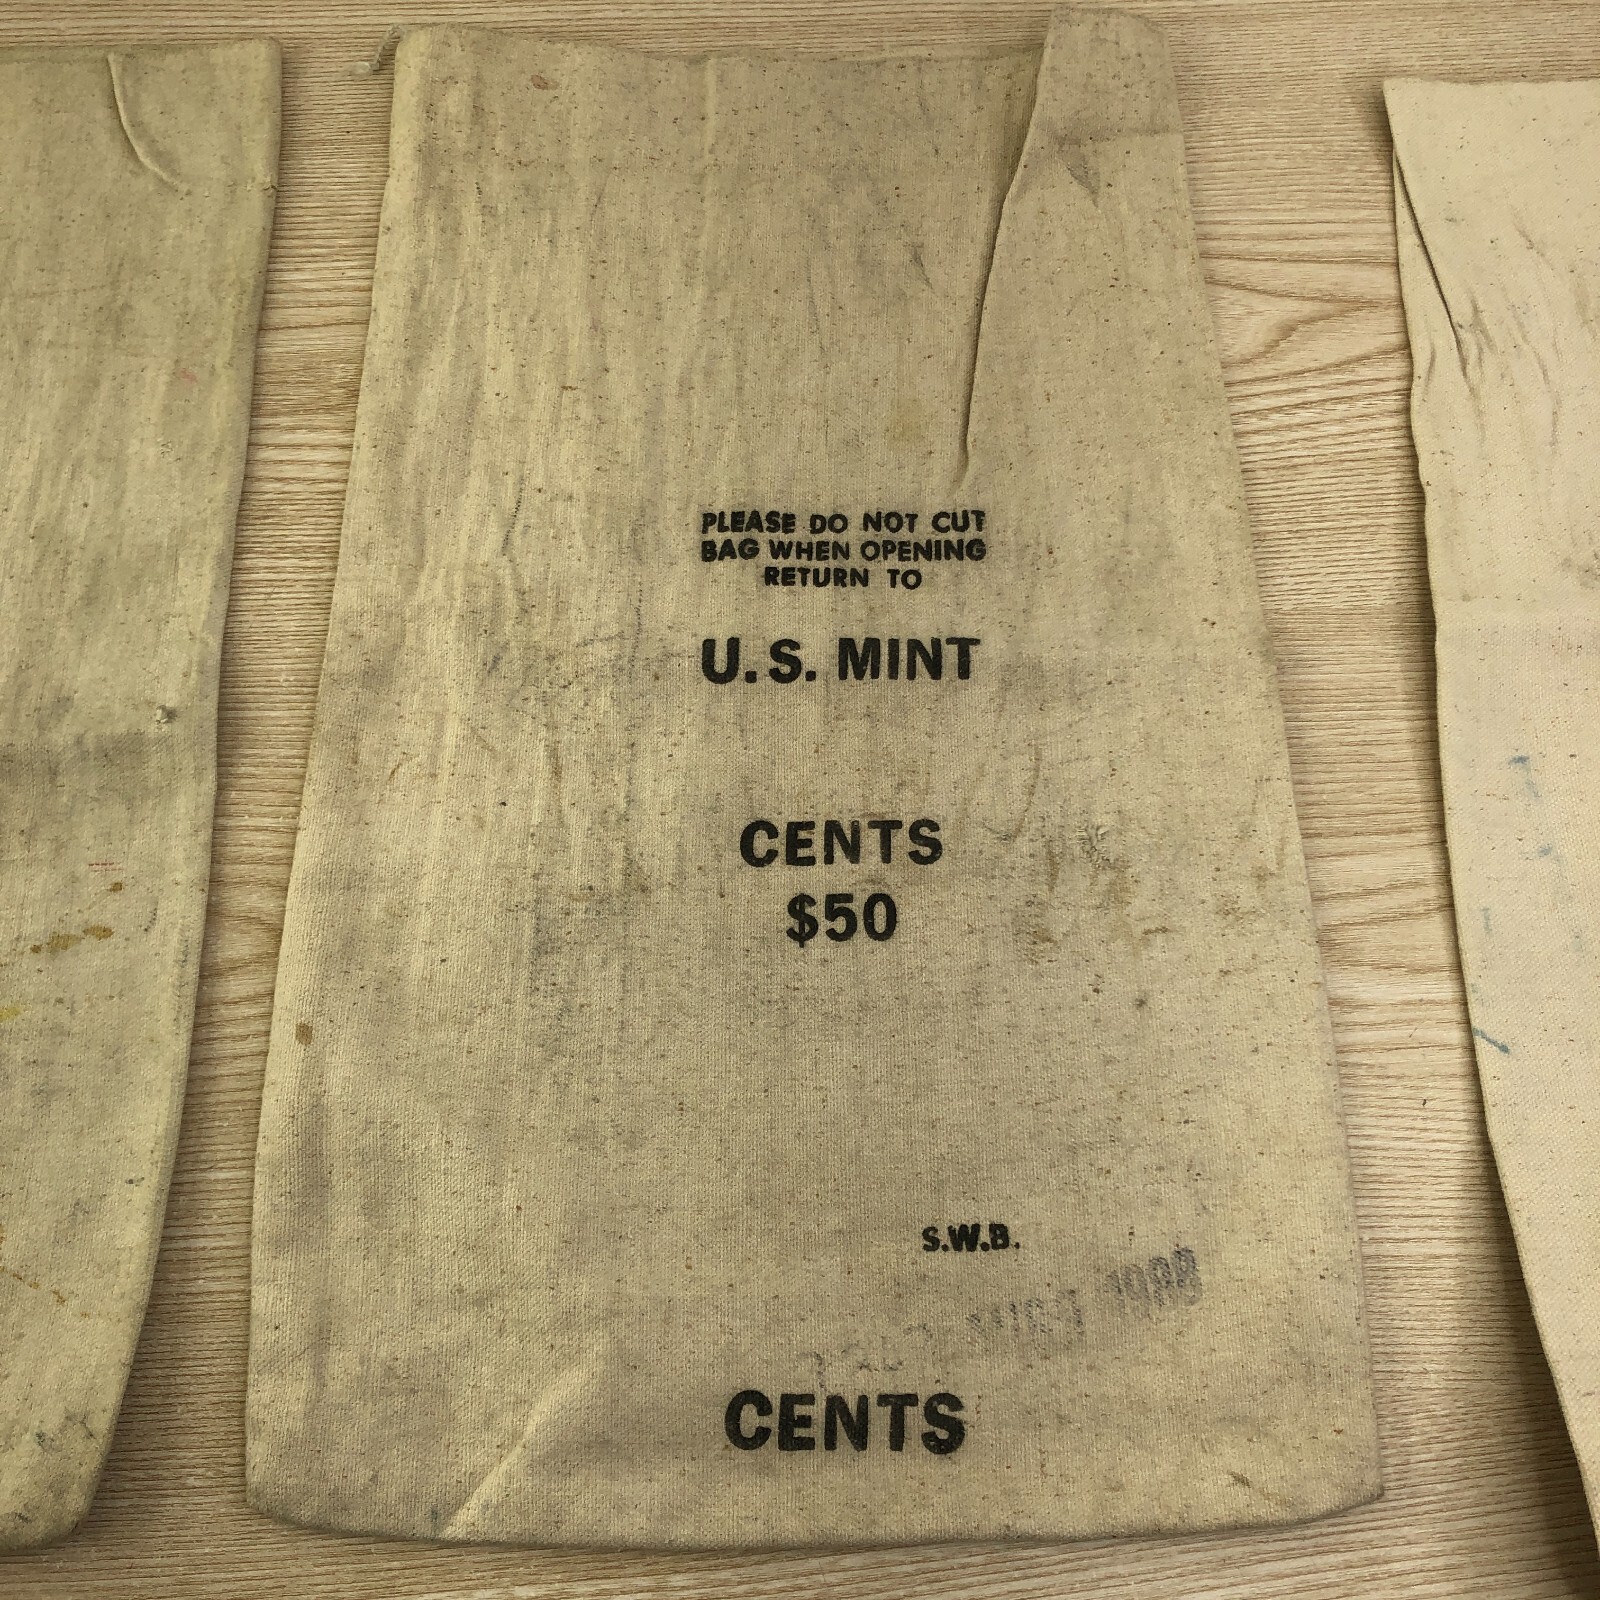 PLEASE DO NOT CUT
BAG WHEN OPENING
RETURN TO
U.S. MINT
CENTS
$50
S.W.B.
CENTS